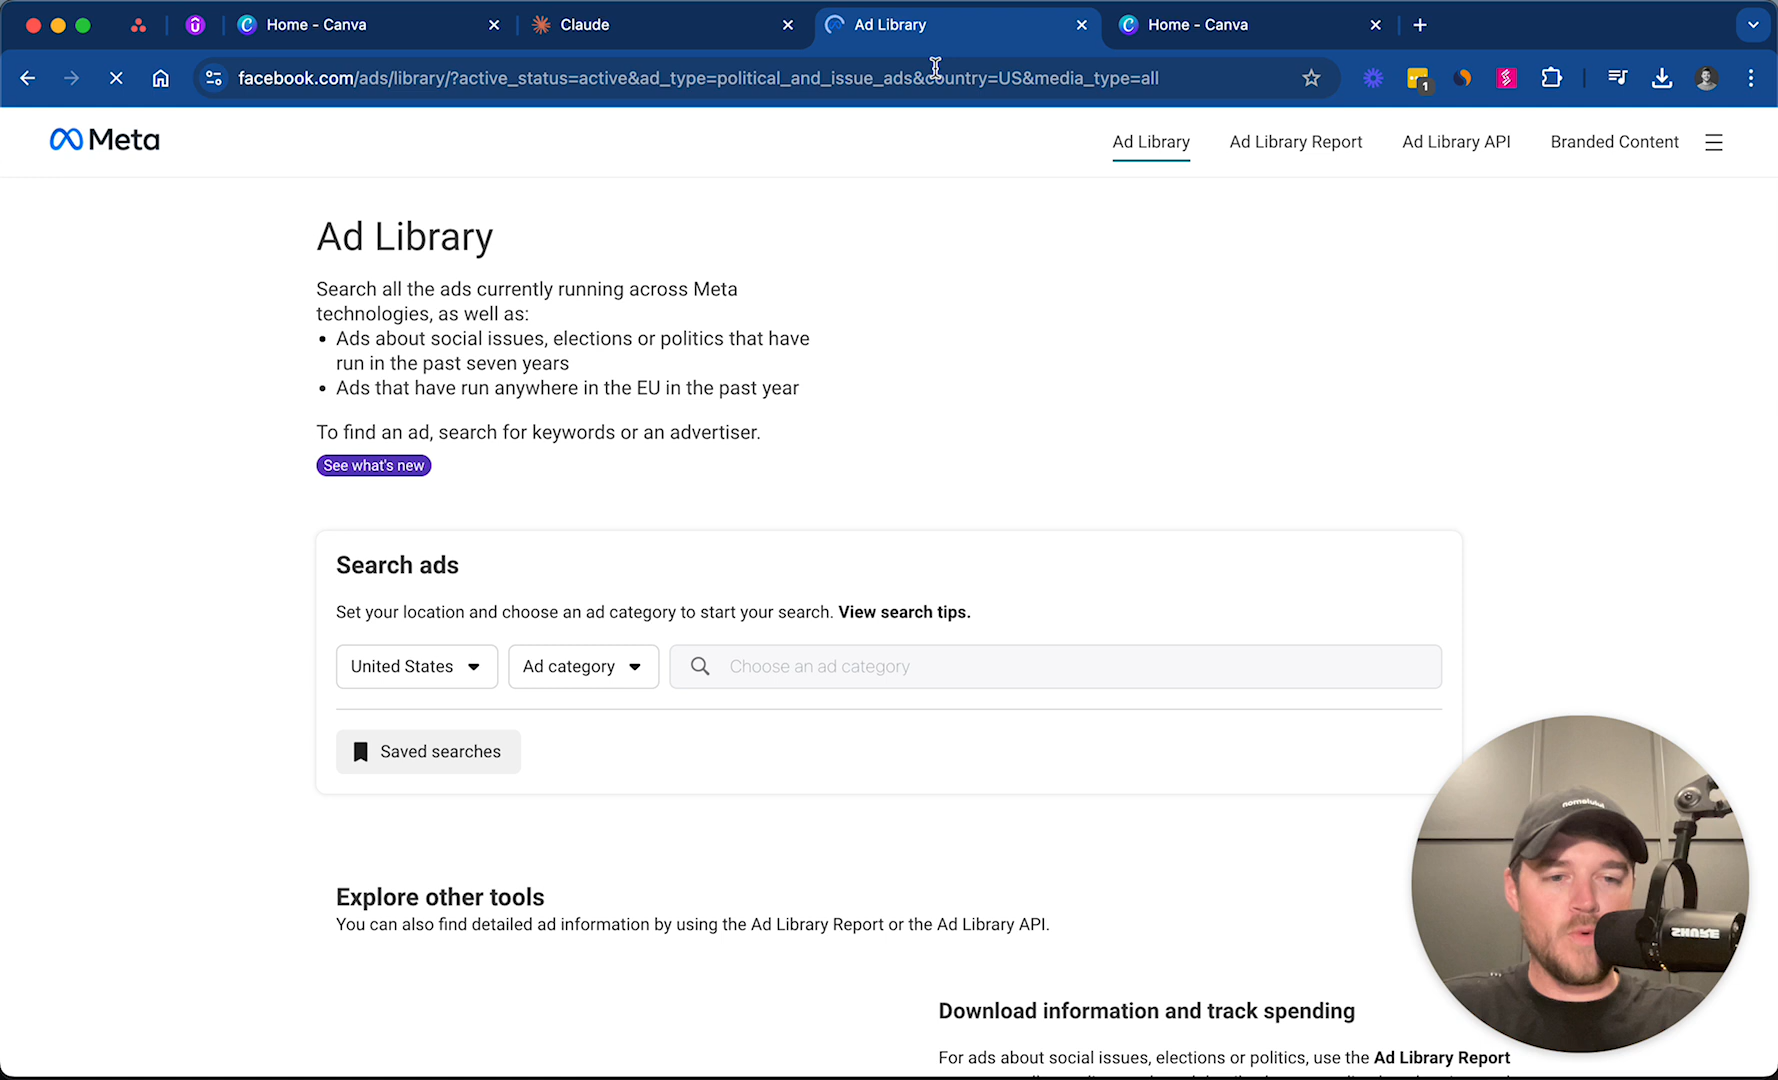 Home - Canva
Claude
Ad Library
Home - Canva
facebook.com/ads/library/?active_status=active&ad_type=political_and_issue_ads&country=US&media_type=all
1
Meta
Ad Library
Ad Library Report
Ad Library API
Branded Content
Ad Library
Search all the ads currently running across Meta
technologies, as well as:
Ads about social issues, elections or politics that have
run in the past seven years
Ads that have run anywhere in the EU in the past year
To find an ad, search for keywords or an advertiser.
See what's new
Search ads
Set your location and choose an ad category to start your search. View search tips.
United States
Ad category
Choose an ad category
Saved searches
Explore other tools
You can also find detailed ad information by using the Ad Library Report or the Ad Library API.
Download information and track spending
For ads about social issues, elections or politics, use the Ad Library Report